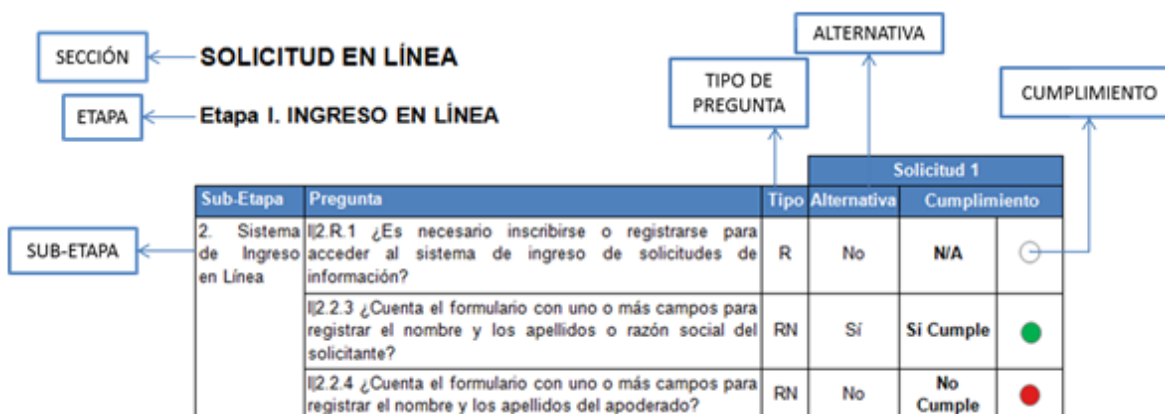 ALTERNATIVA
SECCIÓN
SOLICITUD EN LÍNEA
TIPO DE
PREGUNTA
CUMPLIMIENTO
ETAPA
Etapa I. INGRESO EN LÍNEA
Solicitud 1
Sub-Etapa Pregunta Tipo Alternativa Cumplimiento
SUB-ETAPA
2. Sistema
de Ingreso
en Línea
I|2.R.1 ¿Es necesario inscribirse o registrarse para
acceder al sistema de ingreso de solicitudes de
información?
R No N/A
I|2.2.3 ¿Cuenta el formulario con uno o más campos para
registrar el nombre y los apellidos o razón social del
solicitante?
RN Sí Sí Cumple
I|2.2.4 ¿Cuenta el formulario con uno o más campos para
registrar el nombre y los apellidos del apoderado?
RN No No
Cumple